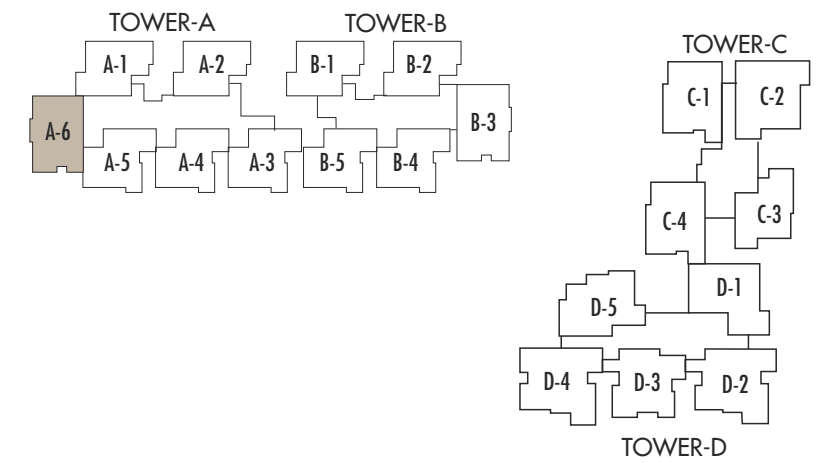 TOWER-A
A-1
A-2
A-6
A-5
A-4
A-3
TOWER-B
B-1
B-2
B-3
B-5
B-4
TOWER-C
C-1
C-2
C-4
C-3
D-1
D-5
D-4
D-3
D-2
TOWER-D